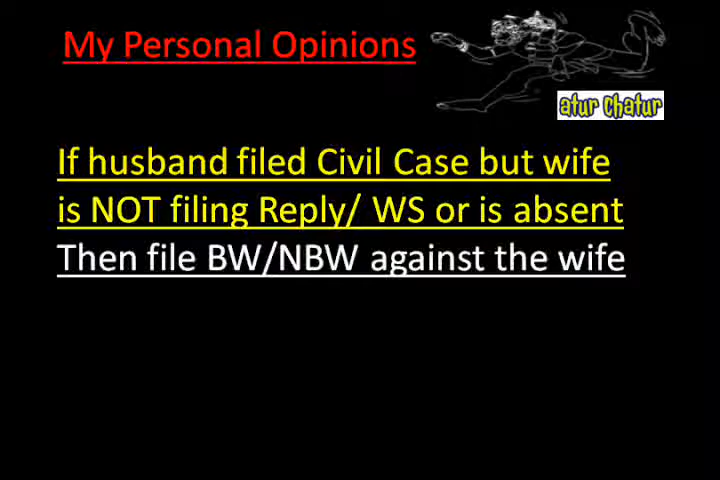 My Personal Opinions
atur chatur
If husband filed Civil Case but wife
is NOT filing Reply/ WS or is absent
Then file BW/NBW against the wife